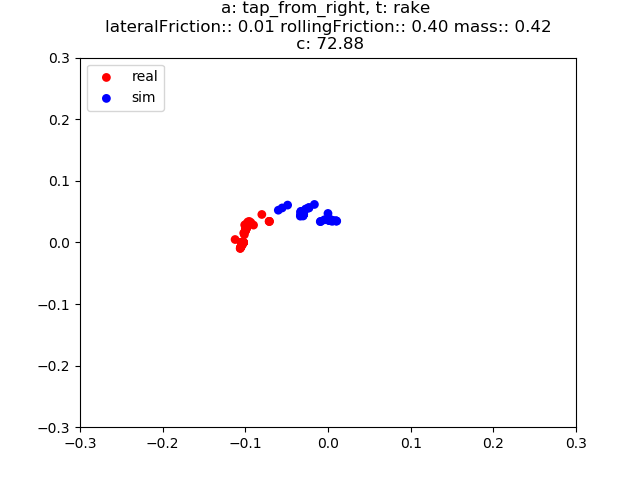 a: tap_from_right, t: rake
lateralFriction:: 0.01 rollingFriction:: 0.40 mass:: 0.42
c: 72.88
real
sim
0.3
0.2
0.1
0.0
−0.1
−0.2
−0.3
−0.3 −0.2 −0.1 0.0 0.1 0.2 0.3